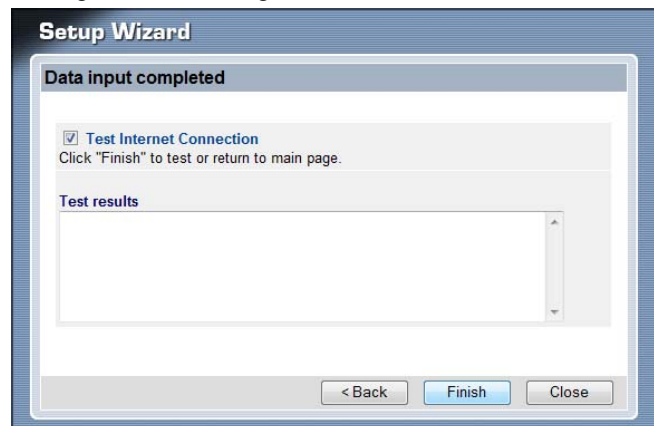 Setup Wizard
Data input completed
Test Internet Connection
Click "Finish" to test or return to main page.
Test results
< Back Finish Close